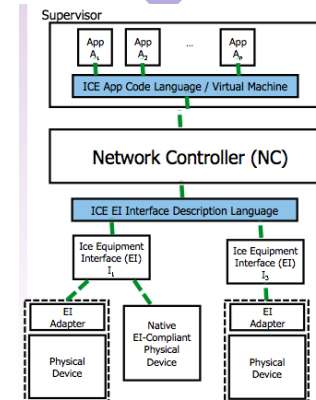 Supervisor
App App ... App
A1 A2 Ap
ICE App Code Language / Virtual Machine
Network Controller (NC)
ICE EI Interface Description Language
Ice Equipment
Interface (EI)
I1
Ice Equipment
Interface (EI)
I3
EI
Adapter
Physical
Device
Native
EI-Compliant
Physical
Device
EI
Adapter
Physical
Device